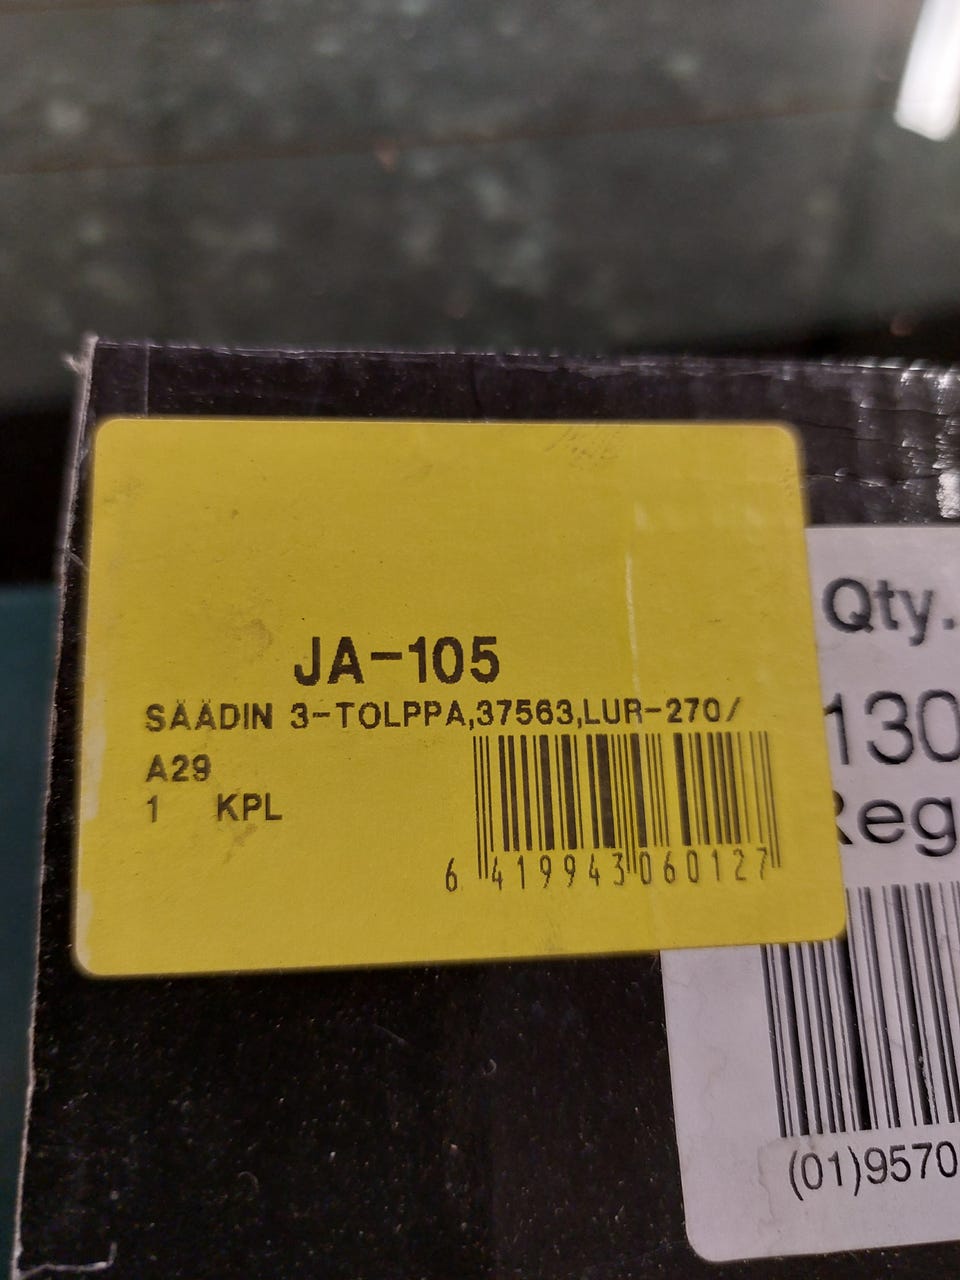 JA-105
SÄÄDIN 3-TOLPPA,37563,LUR-270/
A29
1 KPL
6 419943 060127
Qty.
130
Reg
(01)9570